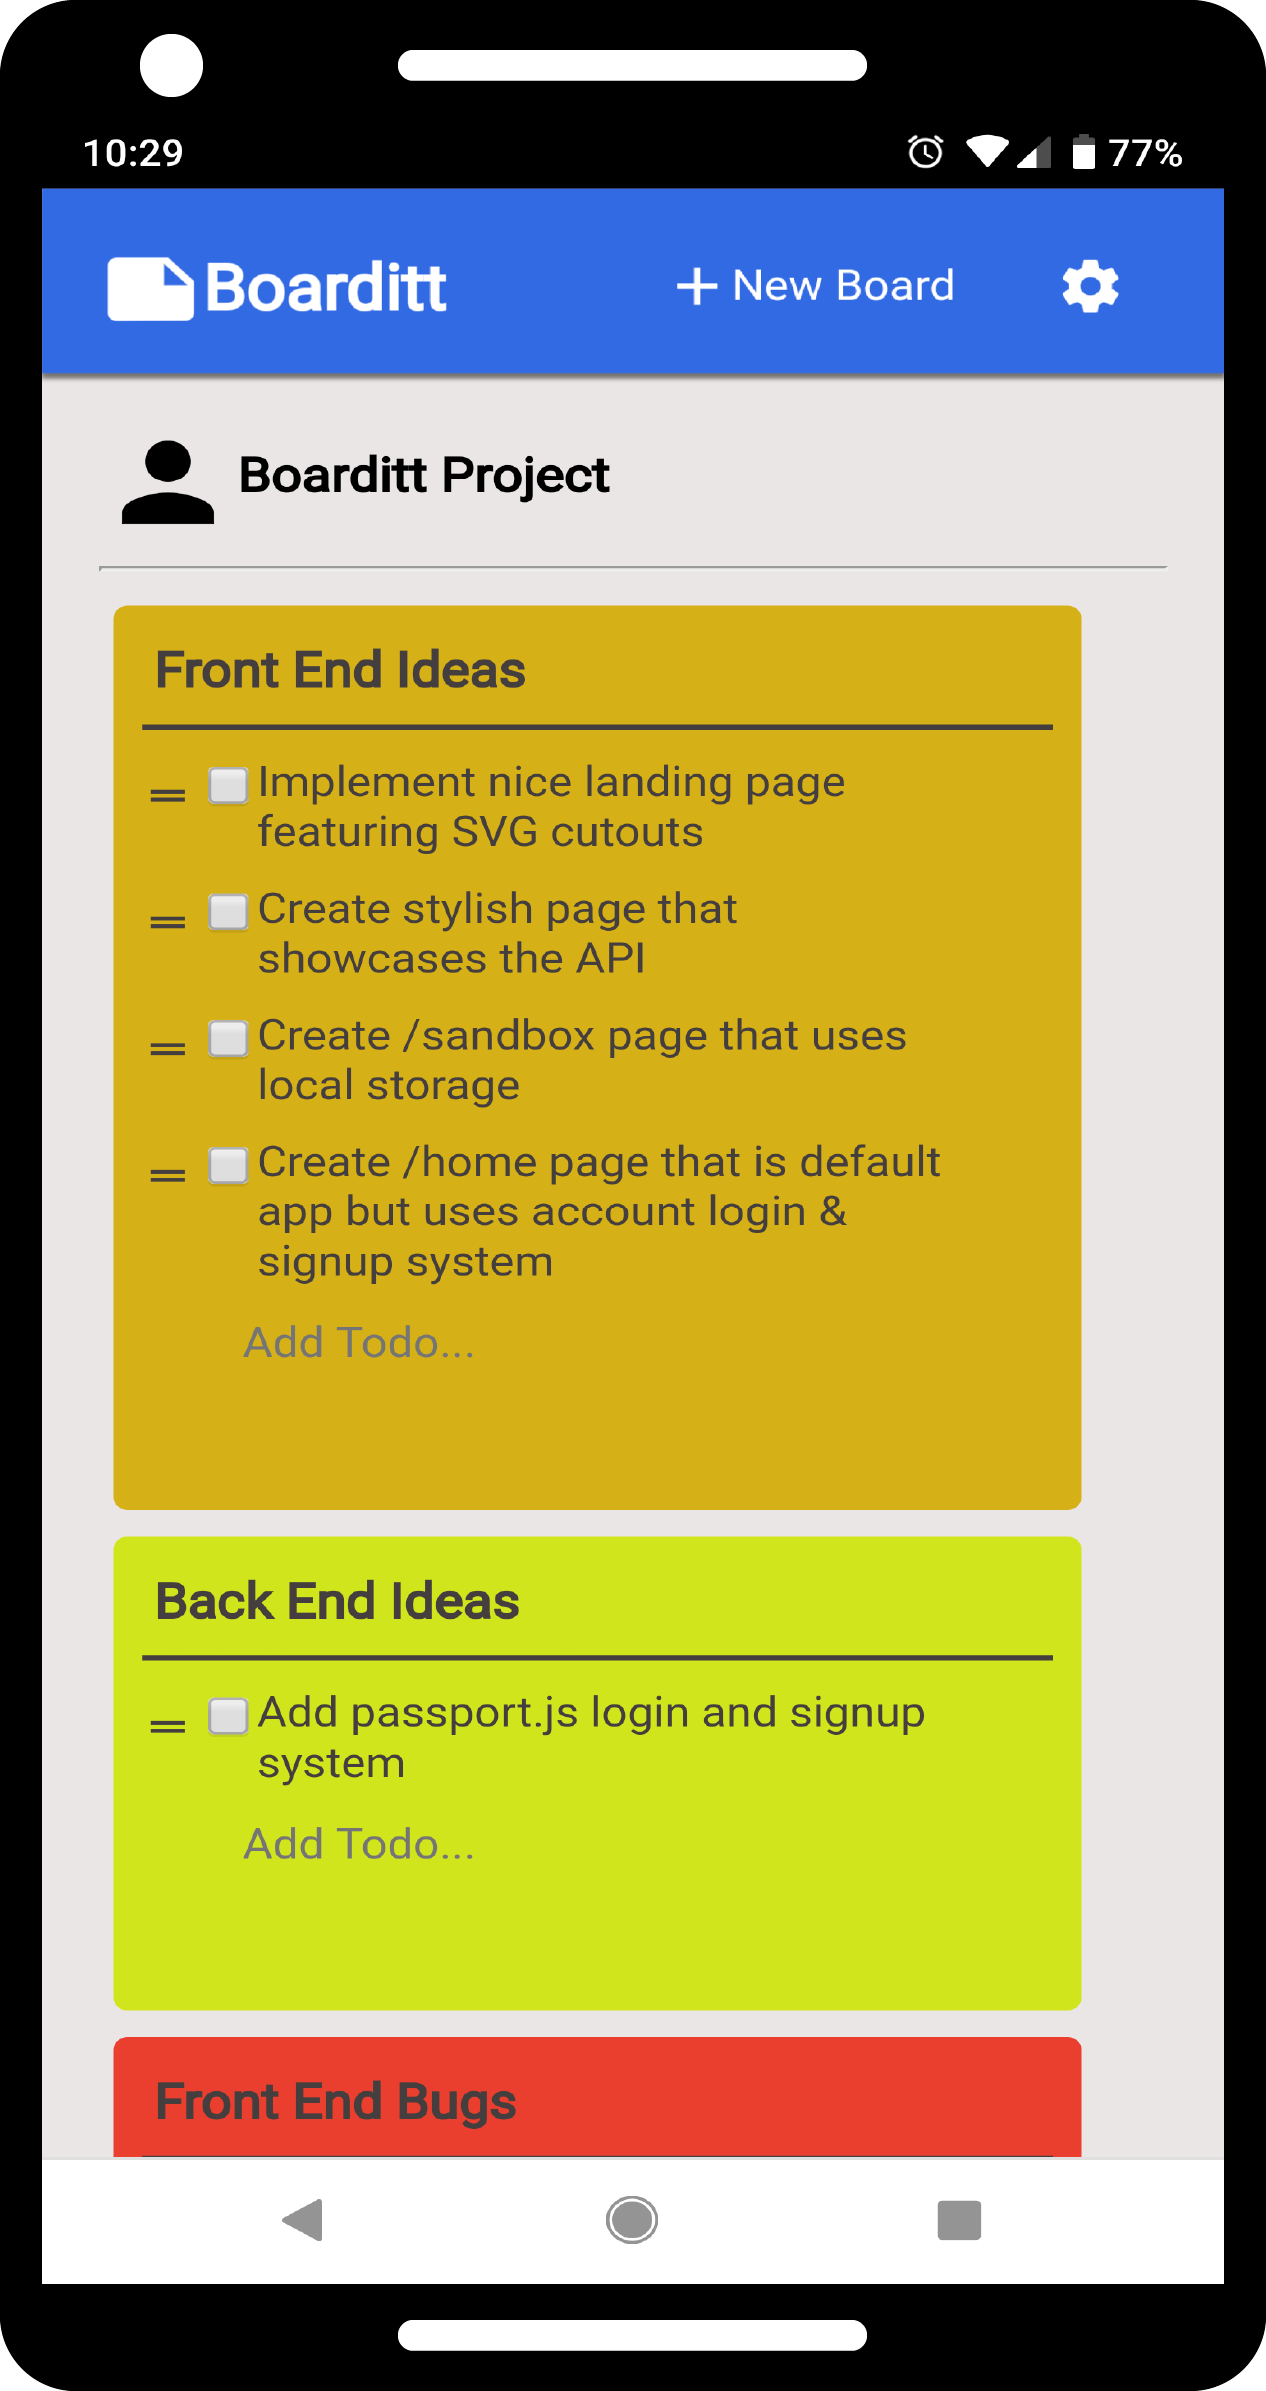 10:29
77%
Boarditt
New Board
Boarditt Project
Front End Ideas
Implement nice landing page
featuring SVG cutouts
Create stylish page that
showcases the API
Create /sandbox page that uses
local storage
Create /home page that is default
app but uses account login &
signup system
Add Todo...
Back End Ideas
Add passport.js login and signup
system
Add Todo...
Front End Bugs